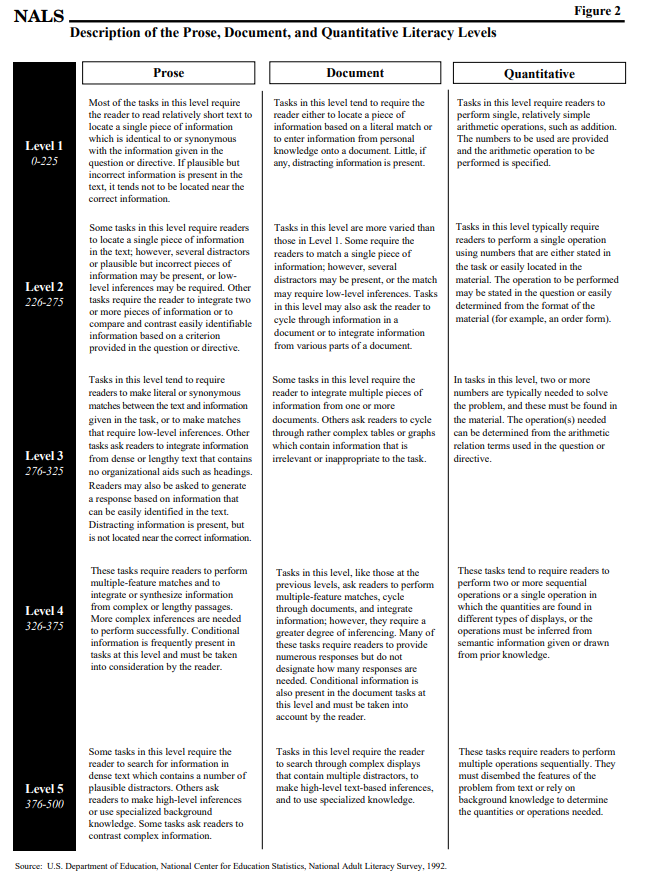 NALS
Figure 2
Description of the Prose, Document, and Quantitative Literacy Levels
Prose
Document
Quantitative
Level 1
0-225
Most of the tasks in this level require
the reader to read relatively short text to
locate a single piece of information
which is identical to or synonymous
with the information given in the
question or directive. If plausible but
incorrect information is present in the
text, it tends not to be located near the
correct information.
Tasks in this level tend to require the
reader either to locate a piece of
information based on a literal match or
to enter information from personal
knowledge onto a document. Little, if
any, distracting information is present.
Tasks in this level require readers to
perform single, relatively simple
arithmetic operations, such as addition.
The numbers to be used are provided
and the arithmetic operation to be
performed is specified.
Level 2
226-275
Some tasks in this level require readers
to locate a single piece of information
in the text; however, several distractors
or plausible but incorrect pieces of
information may be present, or low-
level inferences may be required. Other
tasks require the reader to integrate two
or more pieces of information or to
compare and contrast easily identifiable
information based on a criterion
provided in the question or directive.
Tasks in this level are more varied than
those in Level 1. Some require the
readers to match a single piece of
information; however, several
distractors may be present, or the match
may require low-level inferences. Tasks
in this level may also ask the reader to
cycle through information in a
document or to integrate information
from various parts of a document.
Tasks in this level typically require
readers to perform a single operation
using numbers that are either stated in
the task or easily located in the
material. The operation to be performed
may be stated in the question or easily
determined from the format of the
material (for example, an order form).
Level 3
276-325
Tasks in this level tend to require
readers to make literal or synonymous
matches between the text and information
given in the task, or to make matches
that require low-level inferences. Other
tasks ask readers to integrate information
from dense or lengthy text that contains
no organizational aids such as headings.
Readers may also be asked to generate
a response based on information that
can be easily identified in the text.
Distracting information is present, but
is not located near the correct information.
Some tasks in this level require the
reader to integrate multiple pieces of
information from one or more
documents. Others ask readers to cycle
through rather complex tables or graphs
which contain information that is
irrelevant or inappropriate to the task.
In tasks in this level, two or more
numbers are typically needed to solve
the problem, and these must be found in
the material. The operation(s) needed
can be determined from the arithmetic
relation terms used in the question or
directive.
Level 4
326-375
These tasks require readers to perform
multiple-feature matches and to
integrate or synthesize information
from complex or lengthy passages.
More complex inferences are needed
to perform successfully. Conditional
information is frequently present in
tasks at this level and must be taken
into consideration by the reader.
Tasks in this level, like those at the
previous levels, ask readers to perform
multiple-feature matches, cycle
through documents, and integrate
information; however, they require a
greater degree of inferencing. Many of
these tasks require readers to provide
numerous responses but do not
designate how many responses are
needed. Conditional information is
also present in the document tasks at
this level and must be taken into
account by the reader.
These tasks tend to require readers to
perform two or more sequential
operations or a single operation in
which the quantities are found in
different types of displays, or the
operations must be inferred from
semantic information given or drawn
from prior knowledge.
Level 5
376-500
Some tasks in this level require the
reader to search for information in
dense text which contains a number of
plausible distractors. Others ask
readers to make high-level inferences
or use specialized background
knowledge. Some tasks ask readers to
contrast complex information.
Tasks in this level require the reader
to search through complex displays
that contain multiple distractors, to
make high-level text-based inferences,
and to use specialized knowledge.
These tasks require readers to perform
multiple operations sequentially. They
must disembed the features of the
problem from text or rely on
background knowledge to determine
the quantities or operations needed.
Source: U.S. Department of Education, National Center for Education Statistics, National Adult Literacy Survey, 1992.